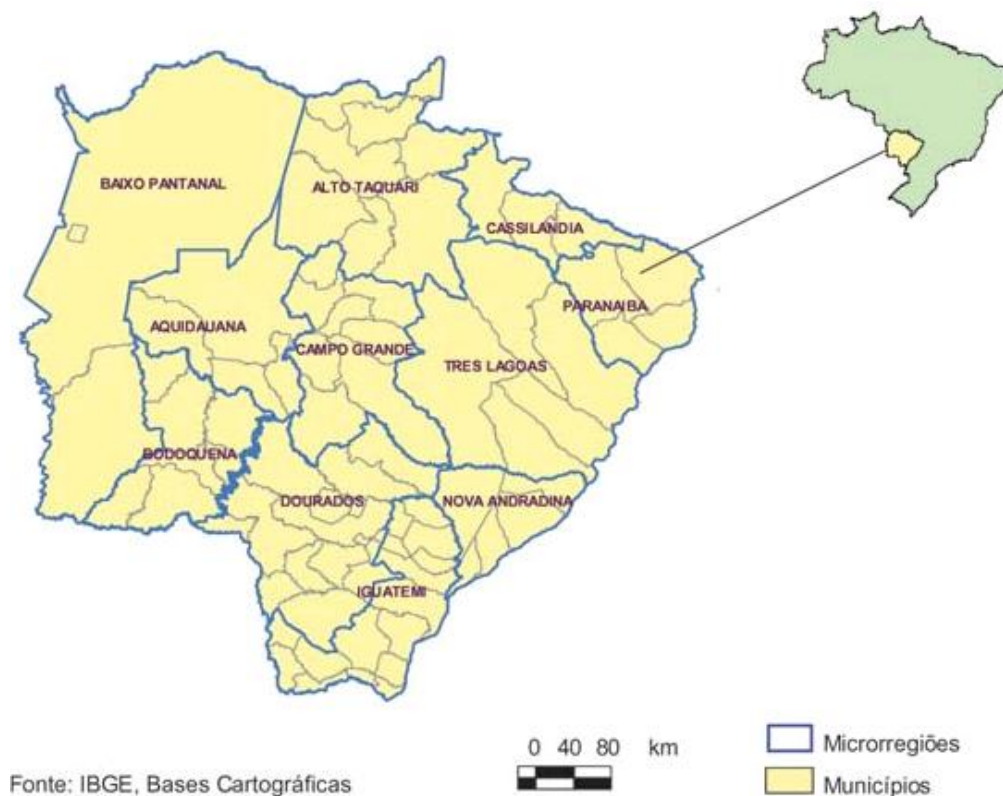 BAIXO PANTANAL
ALTO TAQUARI
CASSILANDIA
PARANAIBA
AQUIDAUANA
CAMPO GRANDE
TRES LAGOAS
BODOQUENA
DOURADOS
NOVA ANDRADINA
IGUATEMI
0 40 80 km
Microrregiões
Fonte: IBGE, Bases Cartográficas
Municípios